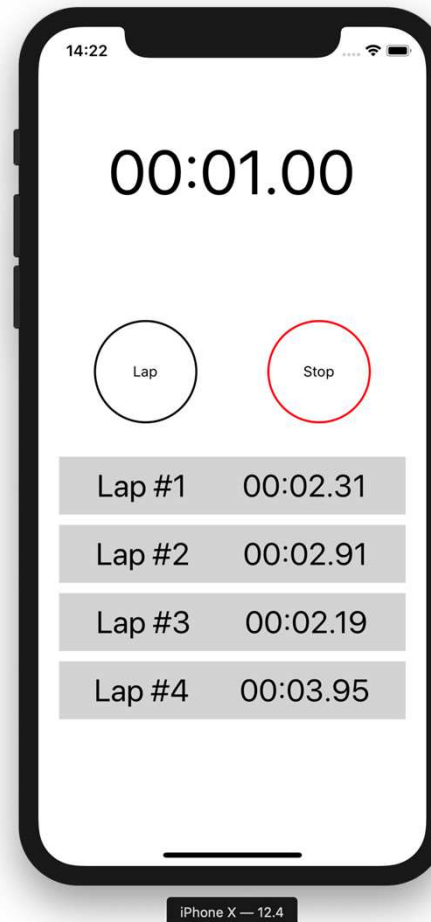 14:22
00:01.00
Lap Stop
Lap #1 00:02.31
Lap #2 00:02.91
Lap #3 00:02.19
Lap #4 00:03.95
iPhone X — 12.4